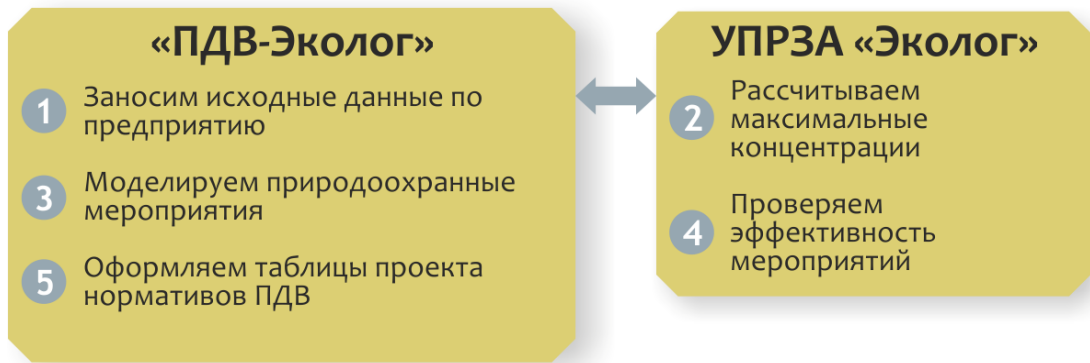 «ПДВ-Эколог»
1 Заносим исходные данные по
предприятию
3 Моделируем природоохранные
мероприятия
5 Оформляем таблицы проекта
нормативов ПДВ
УПРЗА «Эколог»
2 Рассчитываем
максимальные
концентрации
4 Проверяем
эффективность
мероприятий